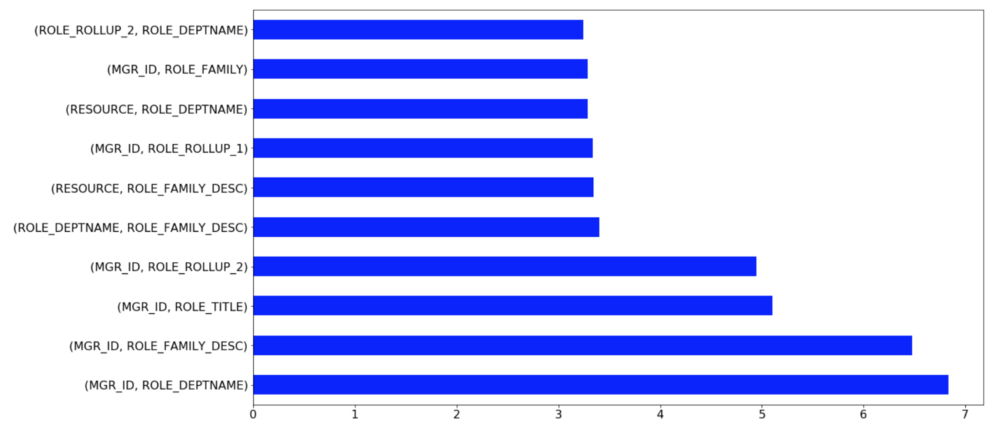 (ROLE_ROLLUP_2, ROLE_DEPTNAME)
(MGR_ID, ROLE_FAMILY)
(RESOURCE, ROLE_DEPTNAME)
(MGR_ID, ROLE_ROLLUP_1)
(RESOURCE, ROLE_FAMILY_DESC)
(ROLE_DEPTNAME, ROLE_FAMILY_DESC)
(MGR_ID, ROLE_ROLLUP_2)
(MGR_ID, ROLE_TITLE)
(MGR_ID, ROLE_FAMILY_DESC)
(MGR_ID, ROLE_DEPTNAME)
0 1 2 3 4 5 6 7